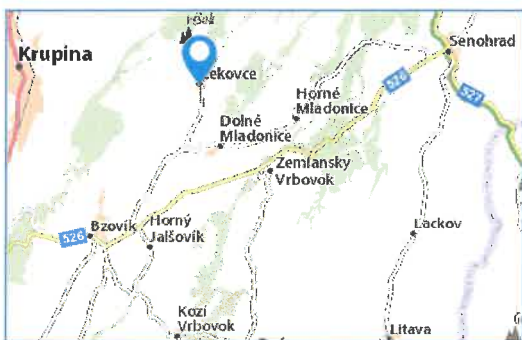 Krupina
Senohrad
526
527
Horné
Mladonice
Dolné
Mladonice
Zemiansky
Vrbovok
Bzovík
526
Horný
Jalšovík
Lackov
Kozí
Vrbovok
Litava